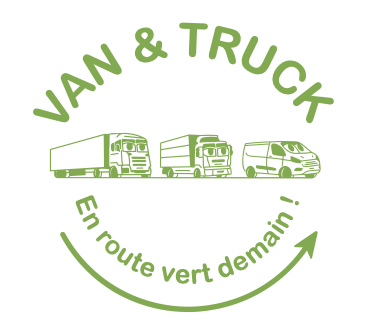 VAN & TRUCK
En route vert demain !